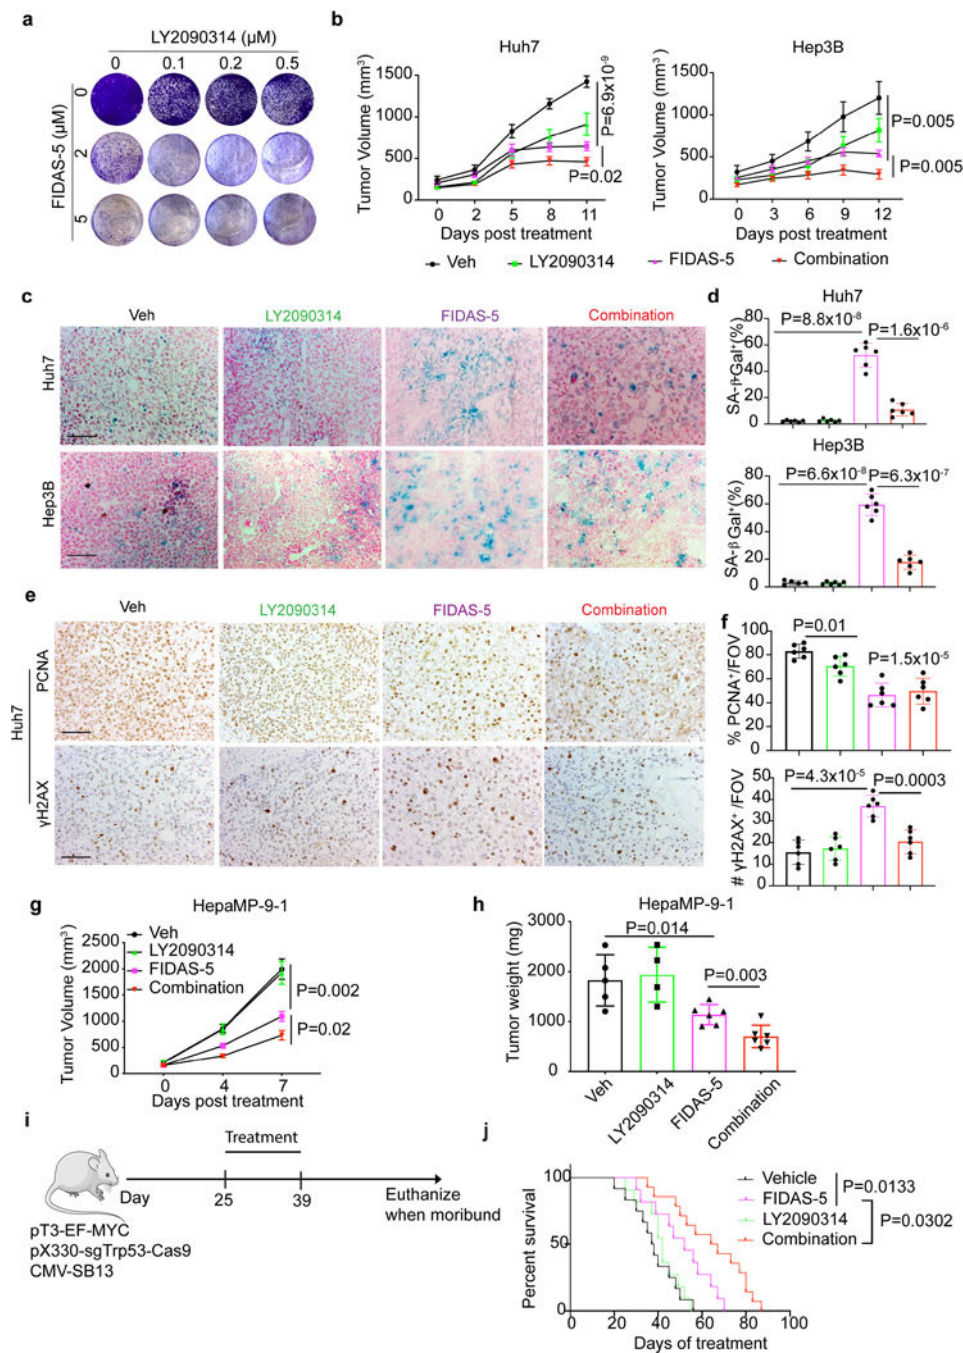 a
LY2090314 (μM)
0 0.1 0.2 0.5
FIDAS-5 (μM)
0
2
5
b
Huh7
Tumor Volume (mm³)
1500
1000
500
0
P=6.9x10⁻⁹
P=0.02
0 2 5 8 11
Days post treatment
Hep3B
Tumor Volume (mm³)
1500
1000
500
0
P=0.005
P=0.005
0 3 6 9 12
Days post treatment
Veh LY2090314 FIDAS-5 Combination
c
Veh LY2090314 FIDAS-5 Combination
Huh7
Hep3B
d
Huh7
P=8.8x10⁻⁸
P=1.6x10⁻⁶
SA-β-Gal⁺(%)
80
60
40
20
0
Hep3B
P=6.6x10⁻⁸ P=6.3x10⁻⁷
SA-β Gal⁺(%)
80
60
40
20
0
e
Veh LY2090314 FIDAS-5 Combination
Huh7
PCNA
γH2AX
f
P=0.01
P=1.5x10⁻⁵
% PCNA⁺/FOV
100
80
60
40
20
0
P=4.3x10⁻⁵ P=0.0003
# γH2AX⁺ /FOV
50
40
30
20
10
0
g
HepaMP-9-1
Veh
LY2090314
FIDAS-5
Combination
Tumor Volume (mm³)
2500
2000
1500
1000
500
0
P=0.002
P=0.02
0 4 7
Days post treatment
h
HepaMP-9-1
Tumor weight (mg)
3000
2000
1000
0
P=0.014
P=0.003
Veh
LY2090314
FIDAS-5
Combination
i
Treatment
Day
25 39
Euthanize
when moribund
pT3-EF-MYC
pX330-sgTrp53-Cas9
CMV-SB13
j
Percent survival
100
50
0
Vehicle
FIDAS-5
LY2090314
Combination
P=0.0133
P=0.0302
0 20 40 60 80 100
Days of treatment